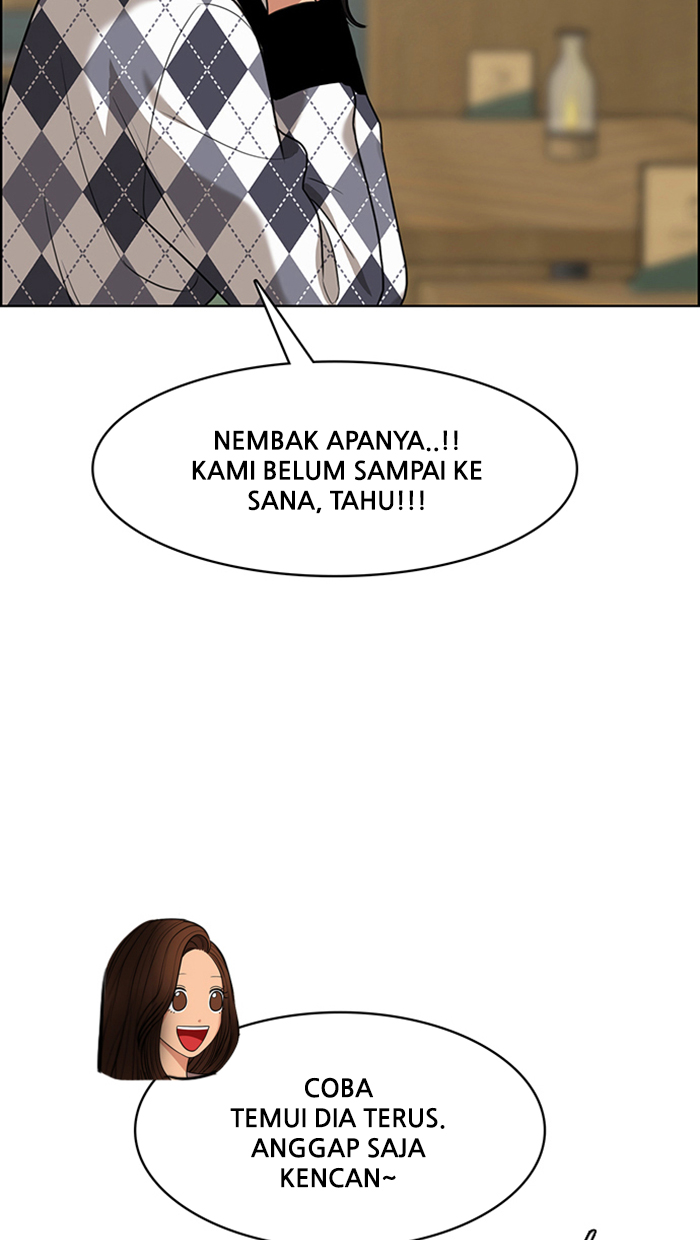 NEMBAK APANYA..!!
KAMI BELUM SAMPAI KE
SANA, TAHU!!!
COBA
TEMUI DIA TERUS.
ANGGAP SAJA
KENCAN~